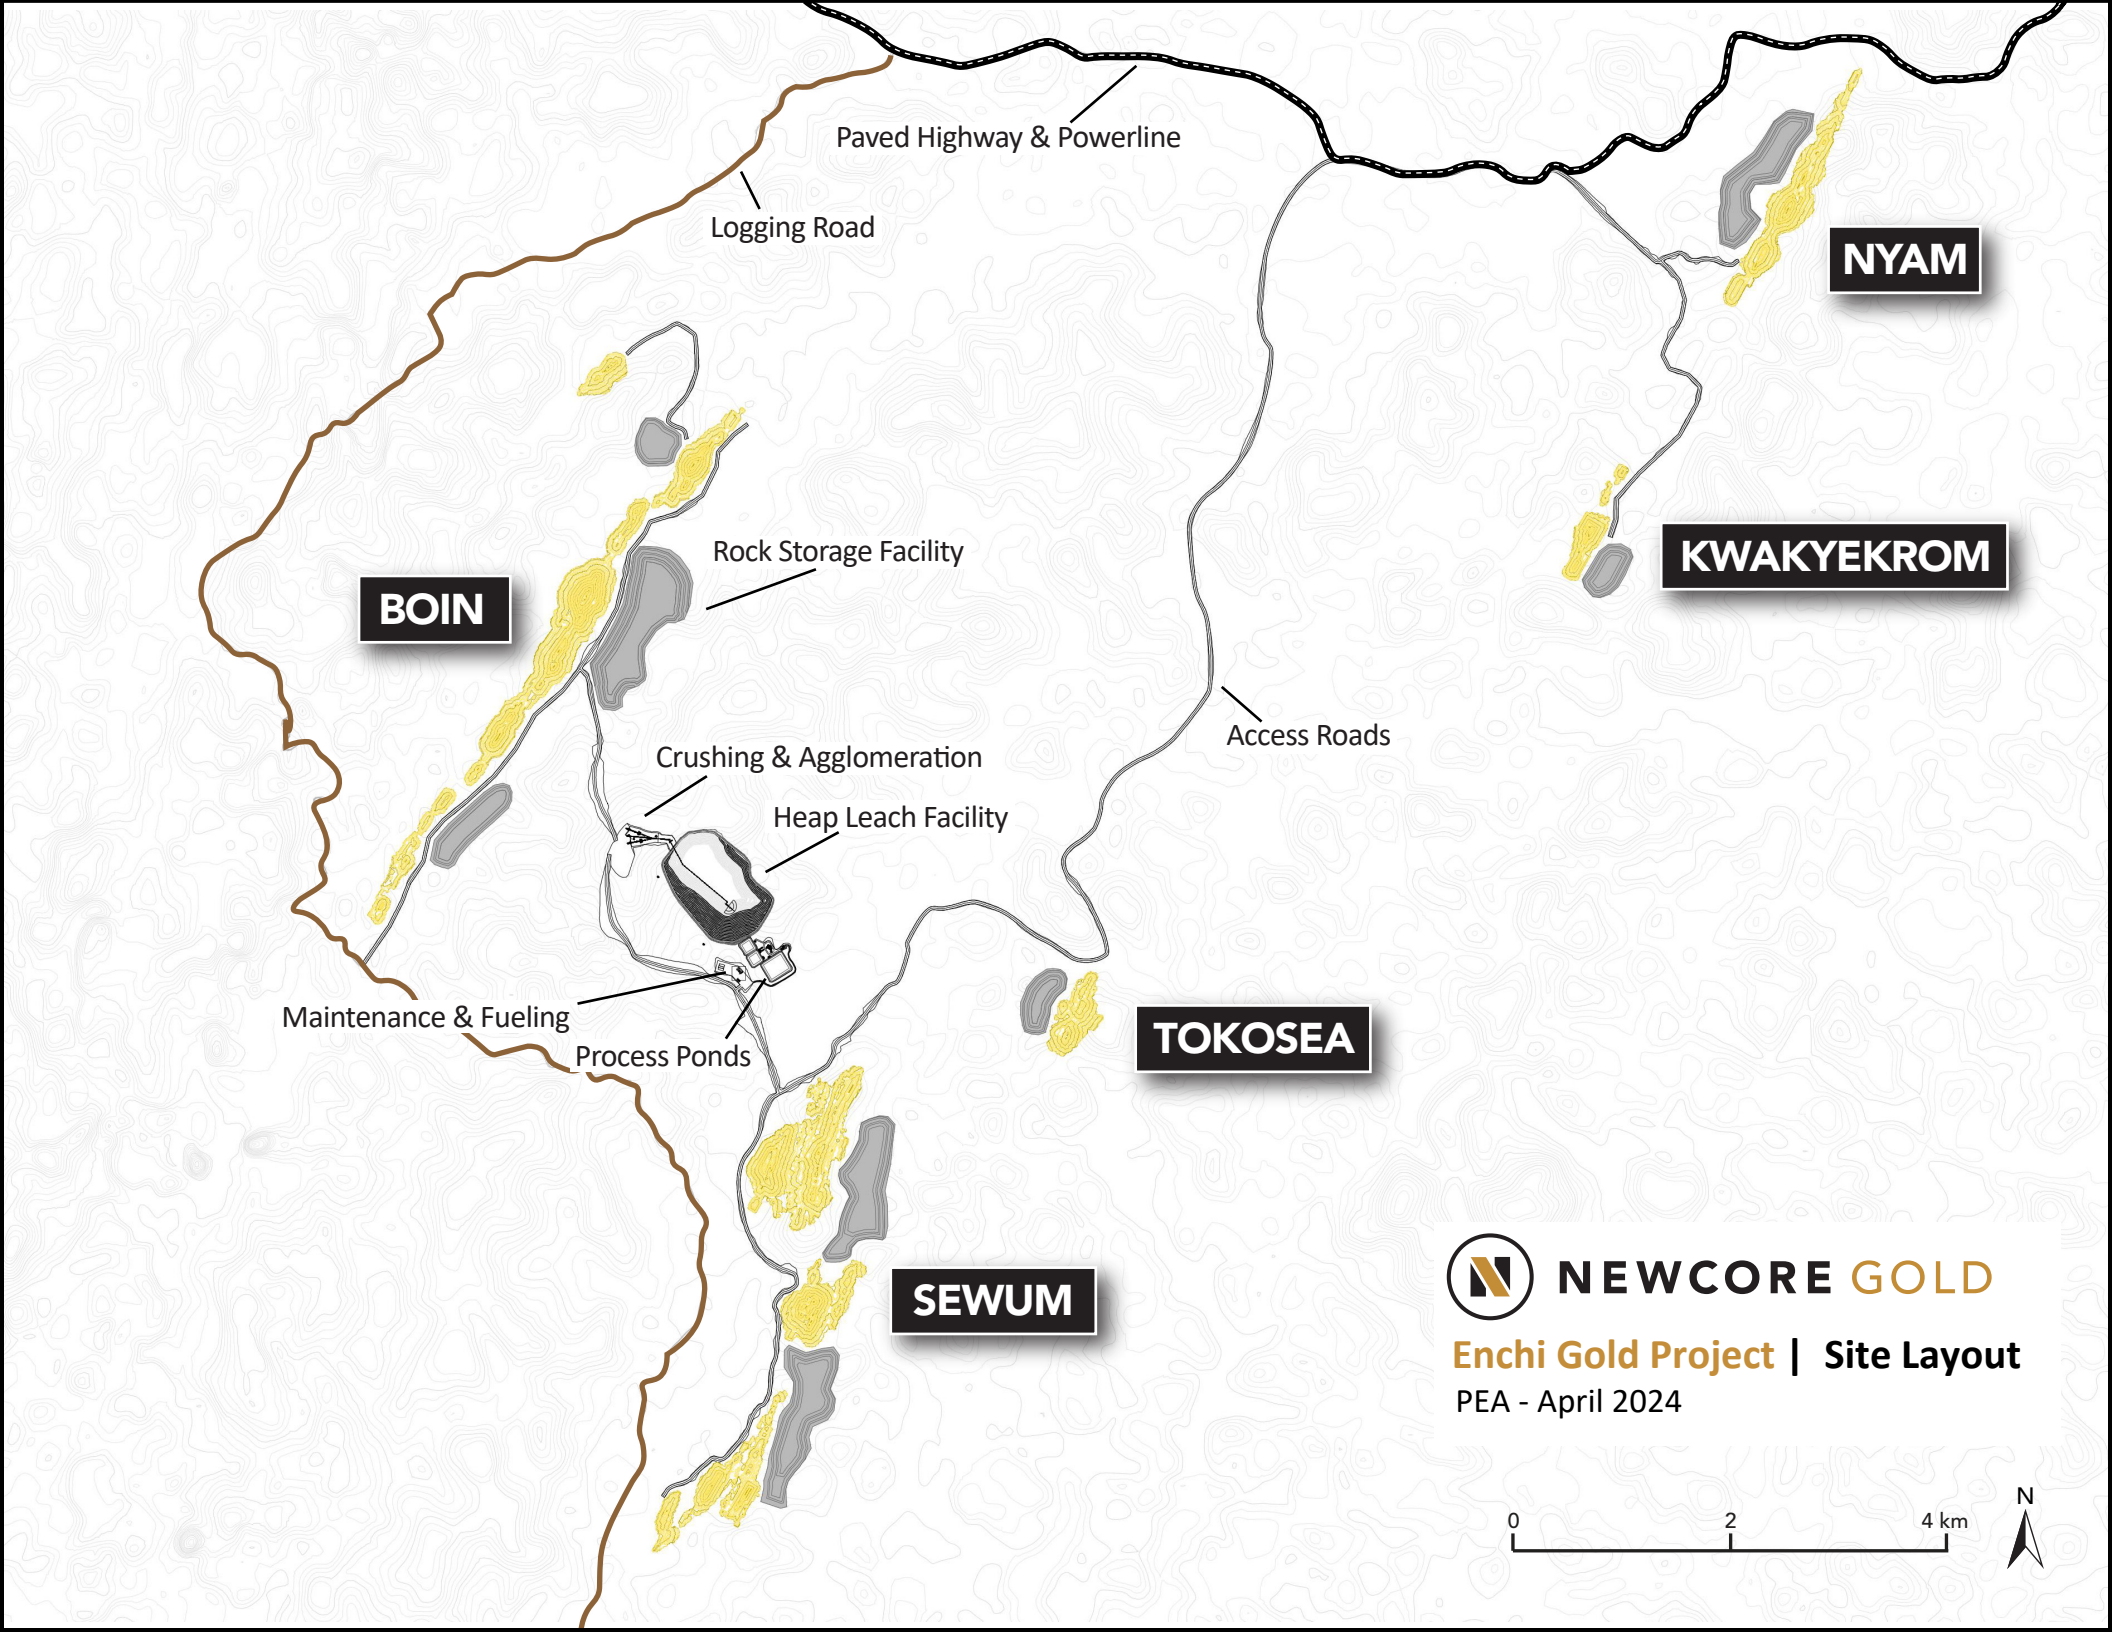 Paved Highway & Powerline
Logging Road
NYAM
Rock Storage Facility
KWAKYEKROM
BOIN
Access Roads
Crushing & Agglomeration
Heap Leach Facility
Maintenance & Fueling
Process Ponds
TOKOSEA
SEWUM
NEWCORE GOLD
Enchi Gold Project | Site Layout
PEA - April 2024
N
0 2 4 km